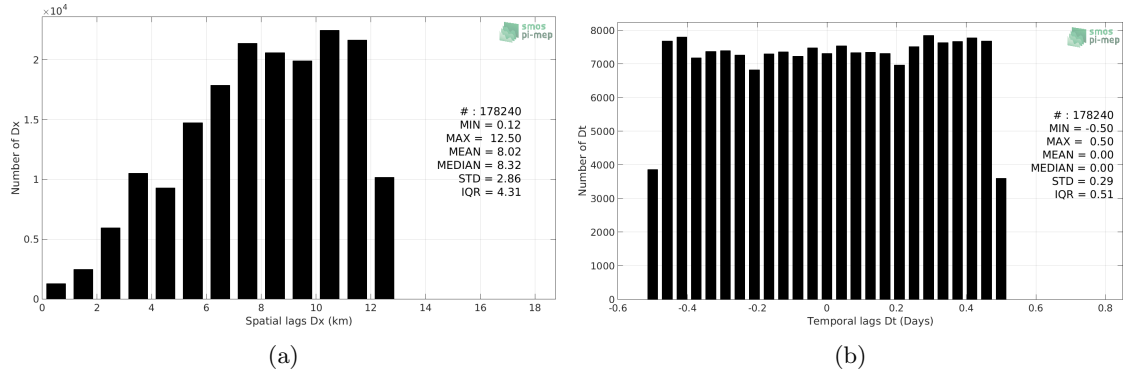 ×10⁴
2
1.5
1
0.5
0
Number of Dx
smos
pi-mep
# : 178240
MIN = 0.12
MAX = 12.50
MEAN = 8.02
MEDIAN = 8.32
STD = 2.86
IQR = 4.31
0 2 4 6 8 10 12 14 16 18
Spatial lags Dx (km)
(a)
8000
7000
6000
5000
4000
3000
2000
1000
0
Number of Dt
smos
pi-mep
# : 178240
MIN = -0.50
MAX = 0.50
MEAN = 0.00
MEDIAN = 0.00
STD = 0.29
IQR = 0.51
-0.6 -0.4 -0.2 0 0.2 0.4 0.6 0.8
Temporal lags Dt (Days)
(b)